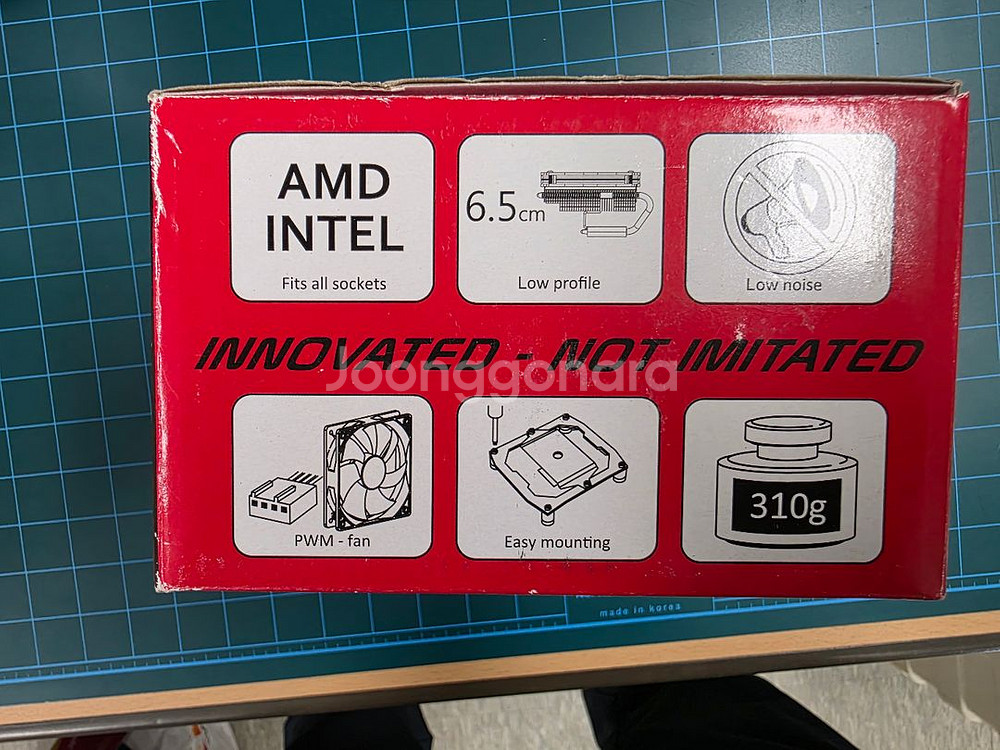 AMD
INTEL
Fits all sockets
6.5cm
Low profile
Low noise
INNOVATED - NOT IMITATED
Joonggonara
PWM - fan
Easy mounting
310g
made in korea